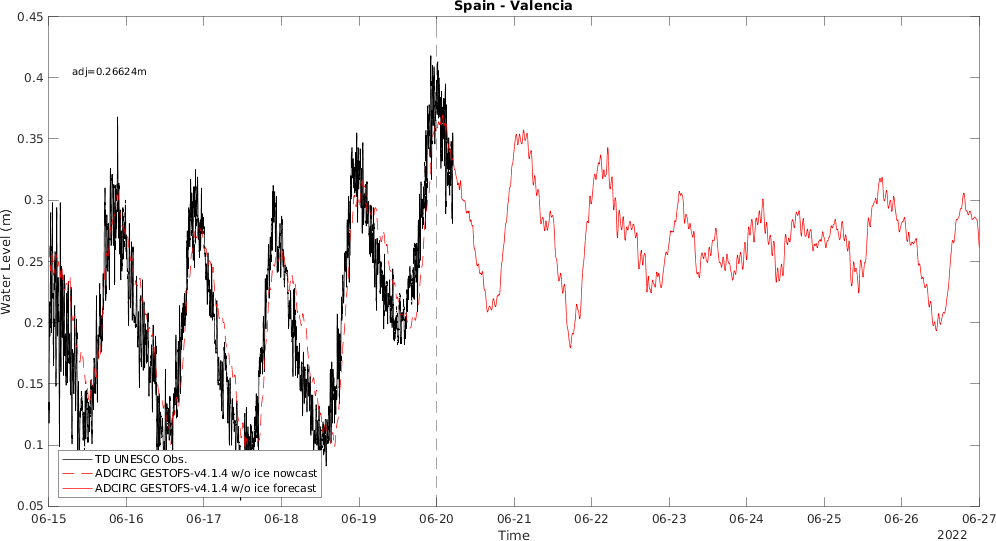 Spain - Valencia
adj=0.26624m
Water Level (m)
0.45
0.4
0.35
0.3
0.25
0.2
0.15
0.1
0.05
TD UNESCO Obs.
ADCIRC GESTOFS-v4.1.4 w/o ice nowcast
ADCIRC GESTOFS-v4.1.4 w/o ice forecast
06-15 06-16 06-17 06-18 06-19 06-20 06-21 06-22 06-23 06-24 06-25 06-26 06-27
Time
2022